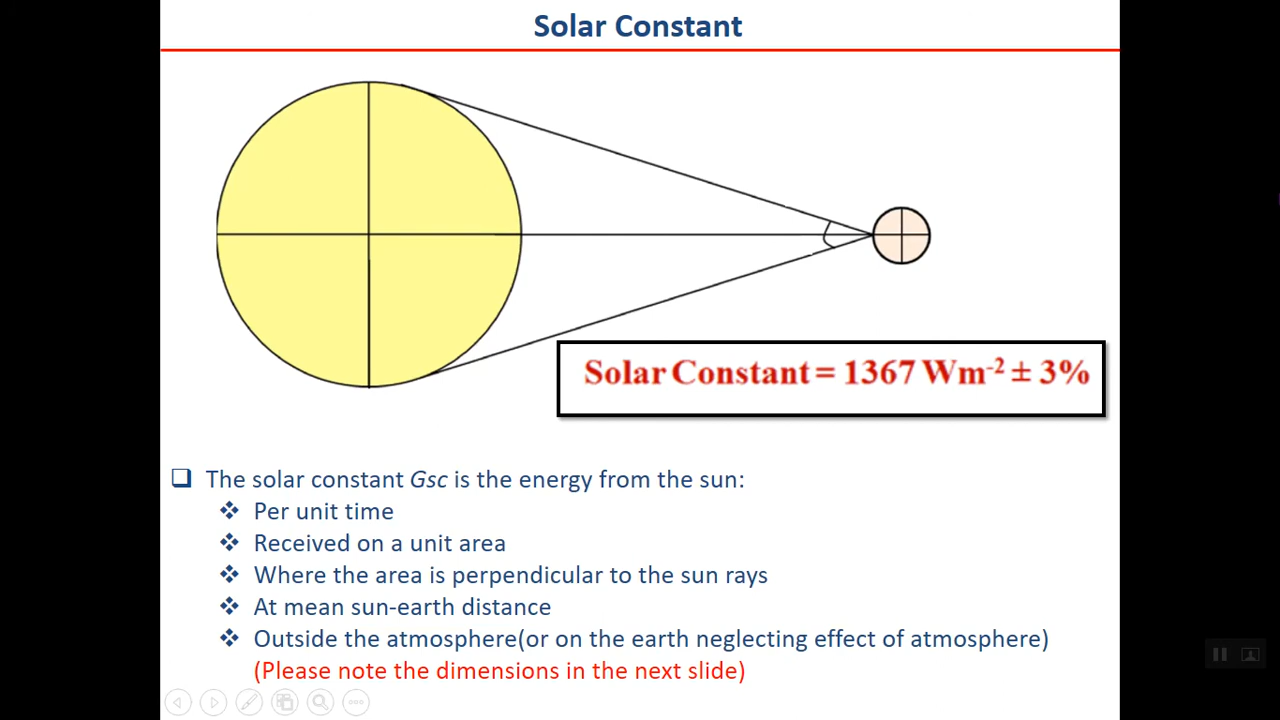 Solar Constant
Solar Constant = 1367 Wm⁻² ± 3%
❑ The solar constant Gsc is the energy from the sun:
❖ Per unit time
❖ Received on a unit area
❖ Where the area is perpendicular to the sun rays
❖ At mean sun-earth distance
❖ Outside the atmosphere(or on the earth neglecting effect of atmosphere)
(Please note the dimensions in the next slide)